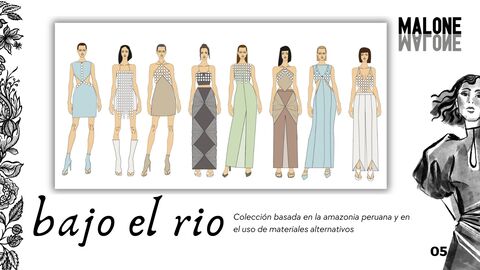 MALONE
MALONE
bajo el rio
Colección basada en la amazonia peruana y en
el uso de materiales alternativos
05